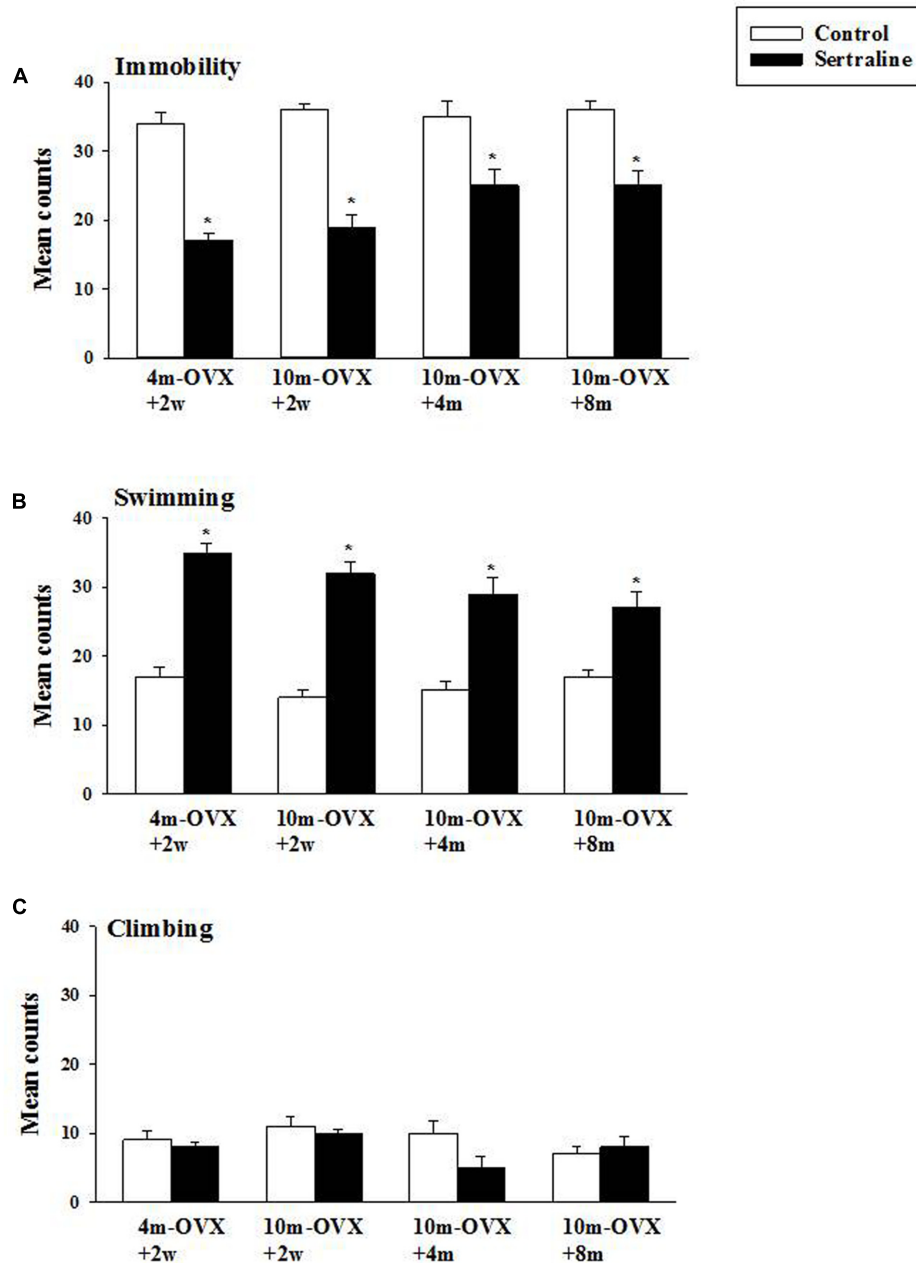 Control
Sertraline
A
Immobility
40
30
20
10
0
Mean counts
*
*
*
*
4m-OVX +2w
10m-OVX +2w
10m-OVX +4m
10m-OVX +8m
B
Swimming
40
30
20
10
0
Mean counts
*
*
*
*
4m-OVX +2w
10m-OVX +2w
10m-OVX +4m
10m-OVX +8m
C
Climbing
40
30
20
10
0
Mean counts
4m-OVX +2w
10m-OVX +2w
10m-OVX +4m
10m-OVX +8m